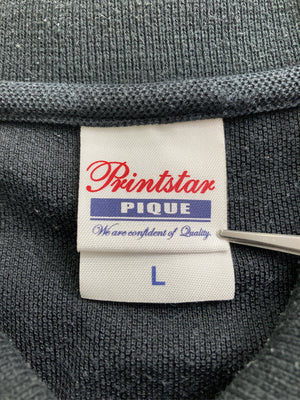 Printstar
PIQUE
We are confident of Quality.
L